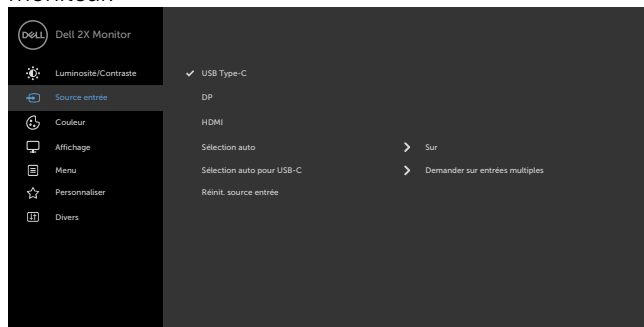 DELL Dell 2X Monitor
Luminosité/Contraste
USB Type-C
Source entrée
DP
Couleur
HDMI
Affichage
Sélection auto
Sur
Menu
Sélection auto pour USB-C
Demander sur entrées multiples
Personnaliser
Réinit. source entrée
Divers